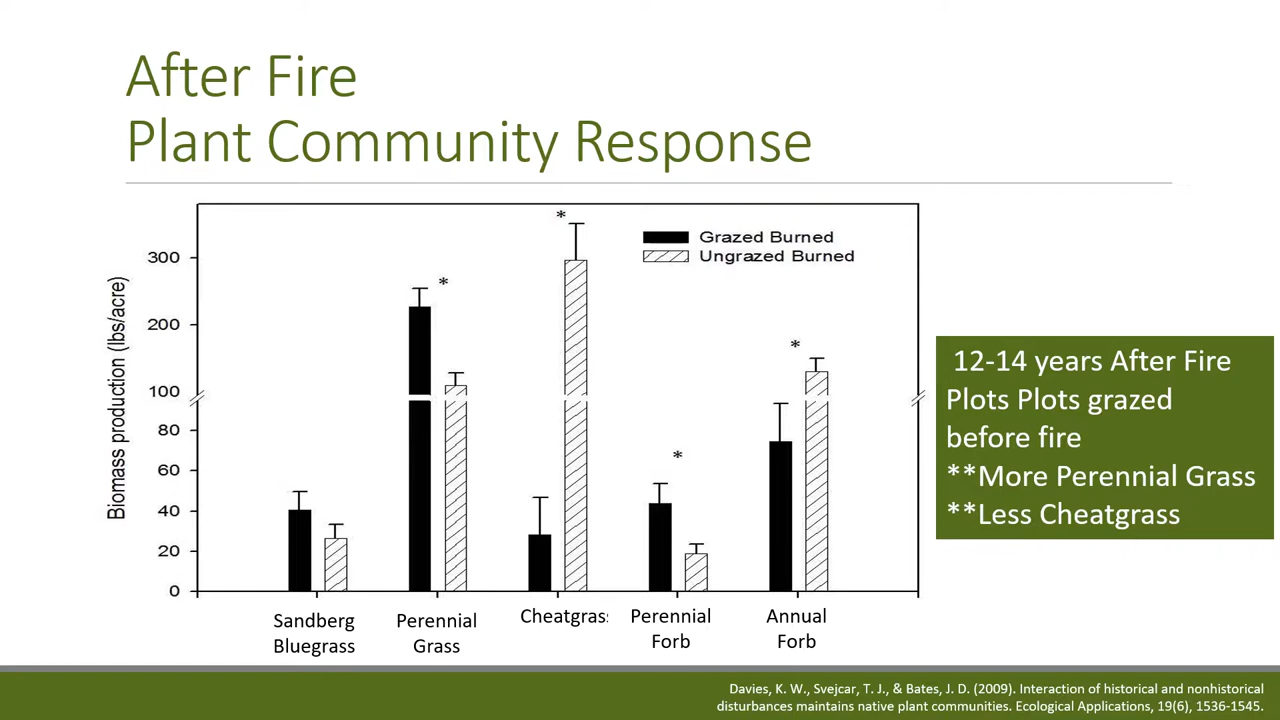 After Fire
Plant Community Response
Biomass production (lbs/acre)
300
200
100
80
60
40
20
0
*
*
*
*
*
Grazed Burned
Ungrazed Burned
Sandberg
Bluegrass
Perennial
Grass
Cheatgras
Perennial
Forb
Annual
Forb
12-14 years After Fire
Plots Plots grazed
before fire
**More Perennial Grass
**Less Cheatgrass
Davies, K. W., Svejcar, T. J., & Bates, J. D. (2009). Interaction of historical and nonhistorical
disturbances maintains native plant communities. Ecological Applications, 19(6), 1536-1545.